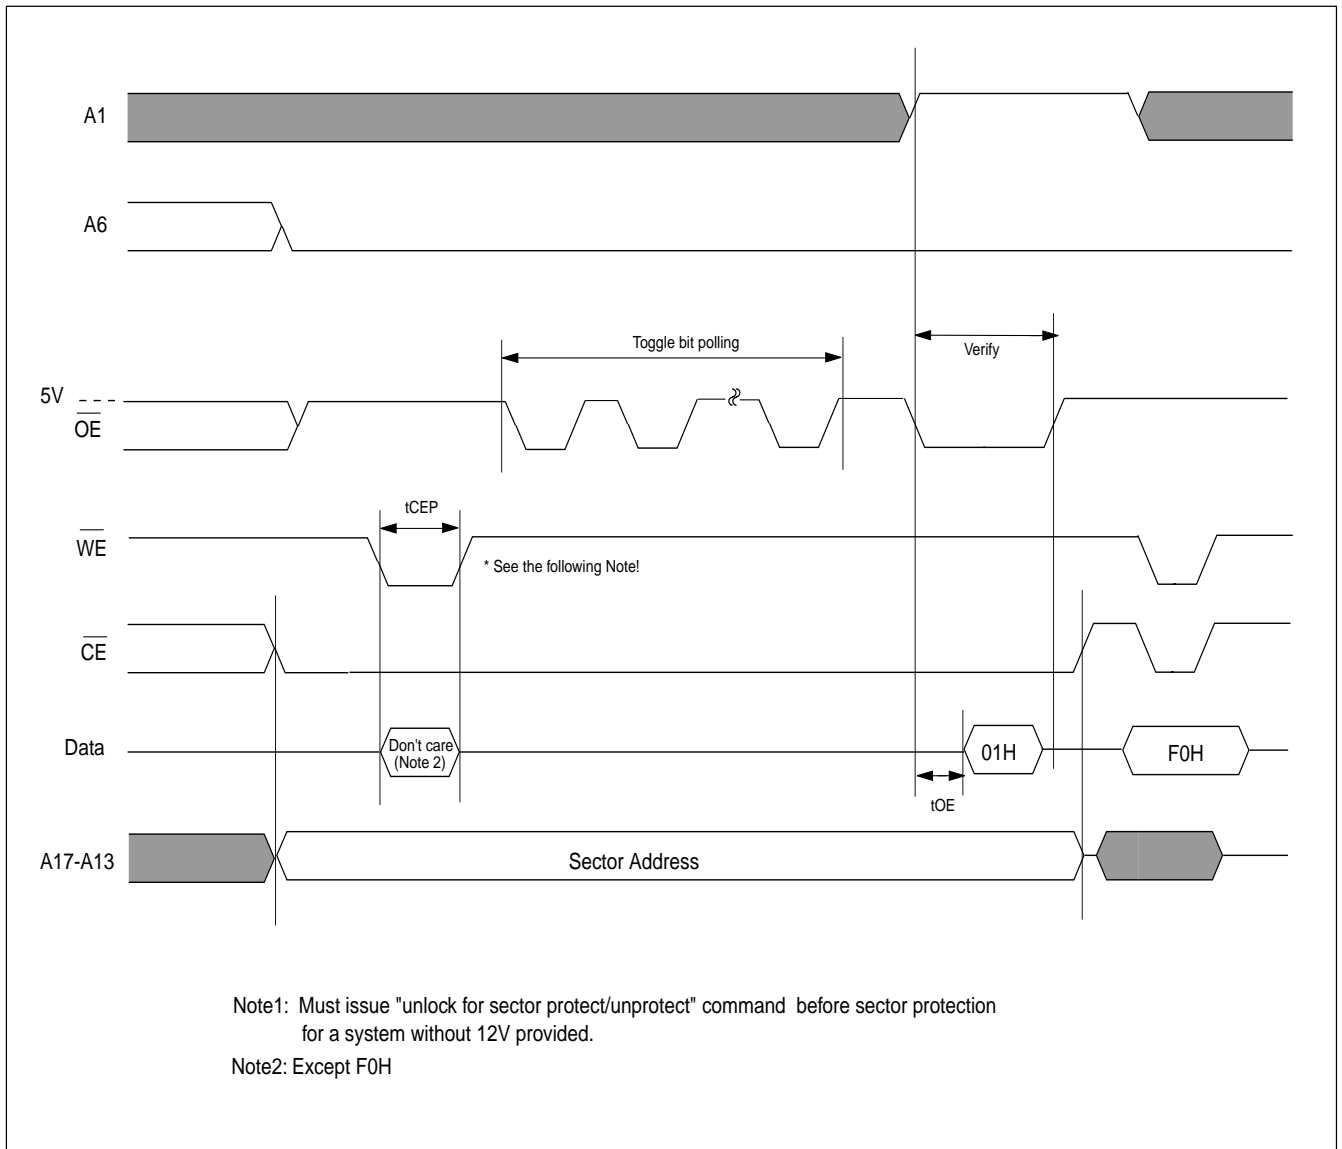 A1
A6
Toggle bit polling
Verify
5V
OE
tCEP
WE
* See the following Note!
CE
Data
Don't care
(Note 2)
01H
F0H
tOE
A17-A13
Sector Address
Note1: Must issue "unlock for sector protect/unprotect" command before sector protection
for a system without 12V provided.
Note2: Except F0H